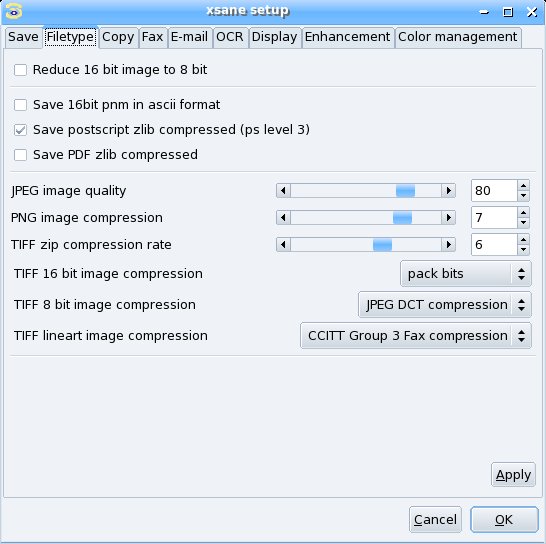 xsane setup
Save Filetype Copy Fax E-mail OCR Display Enhancement Color management
Reduce 16 bit image to 8 bit
Save 16bit pnm in ascii format
Save postscript zlib compressed (ps level 3)
Save PDF zlib compressed
JPEG image quality 80
PNG image compression 7
TIFF zip compression rate 6
TIFF 16 bit image compression pack bits
TIFF 8 bit image compression JPEG DCT compression
TIFF lineart image compression CCITT Group 3 Fax compression
Apply
Cancel OK